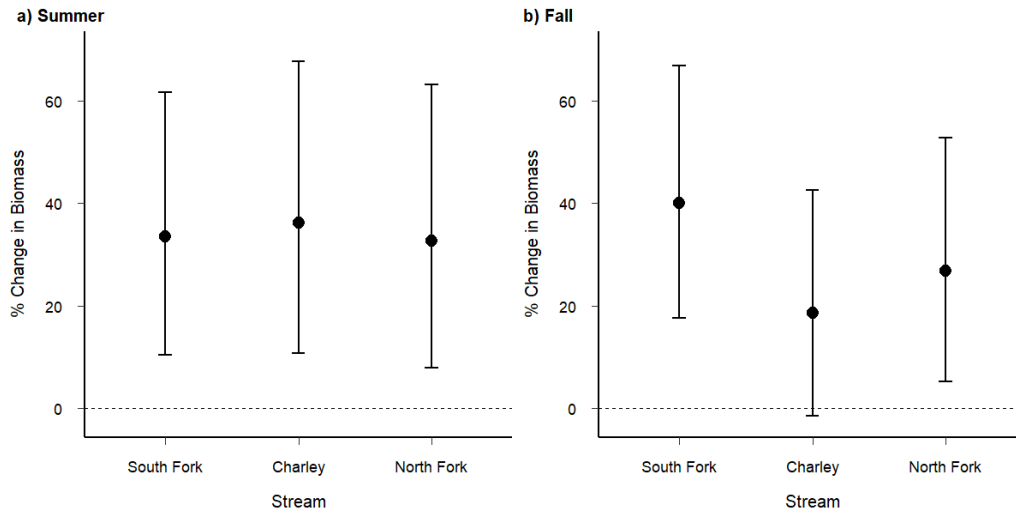 a) Summer
% Change in Biomass
60
40
20
0
South Fork Charley North Fork
Stream
b) Fall
% Change in Biomass
60
40
20
0
South Fork Charley North Fork
Stream